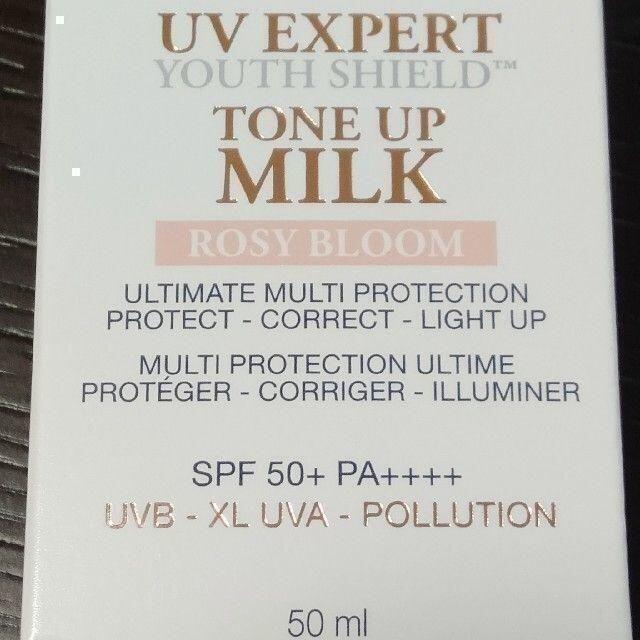 UV EXPERT
YOUTH SHIELD™
TONE UP
MILK
ROSY BLOOM
ULTIMATE MULTI PROTECTION
PROTECT - CORRECT - LIGHT UP
MULTI PROTECTION ULTIME
PROTÉGER - CORRIGER - ILLUMINER
SPF 50+ PA++++
UVB - XL UVA - POLLUTION
50 ml